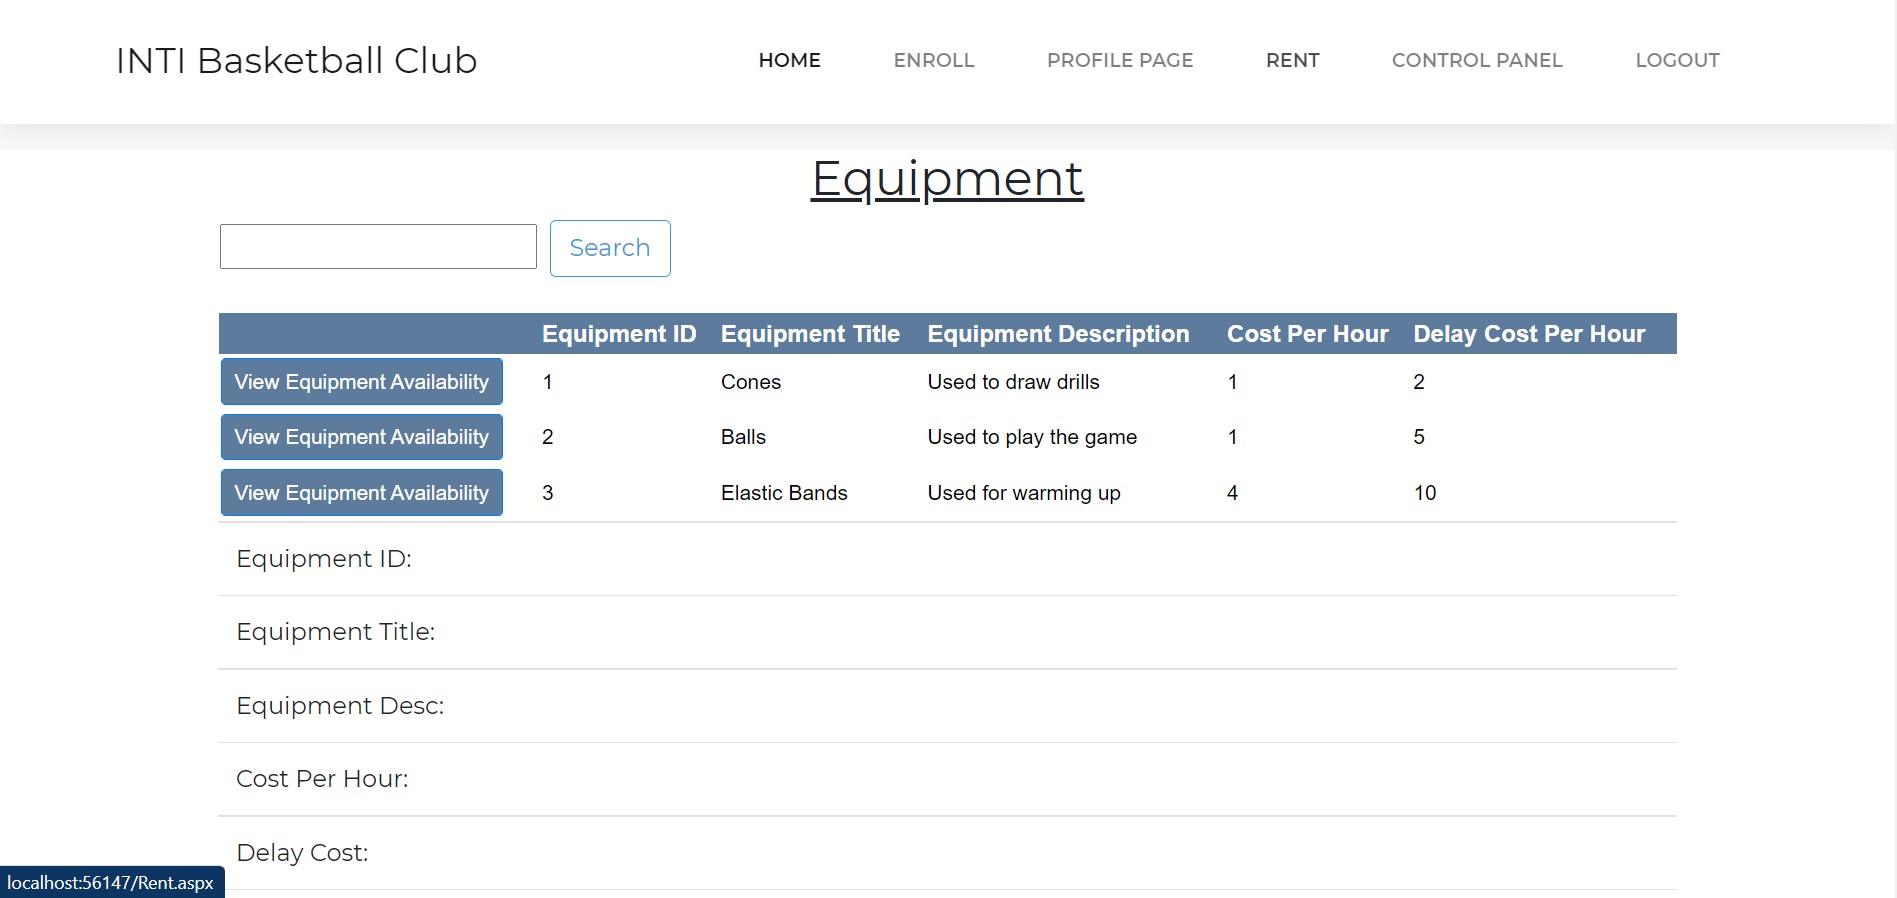 INTI Basketball Club HOME ENROLL PROFILE PAGE RENT CONTROL PANEL LOGOUT
Equipment
Search
Equipment ID Equipment Title Equipment Description Cost Per Hour Delay Cost Per Hour
View Equipment Availability 1 Cones Used to draw drills 1 2
View Equipment Availability 2 Balls Used to play the game 1 5
View Equipment Availability 3 Elastic Bands Used for warming up 4 10
Equipment ID:
Equipment Title:
Equipment Desc:
Cost Per Hour:
Delay Cost:
localhost:56147/Rent.aspx